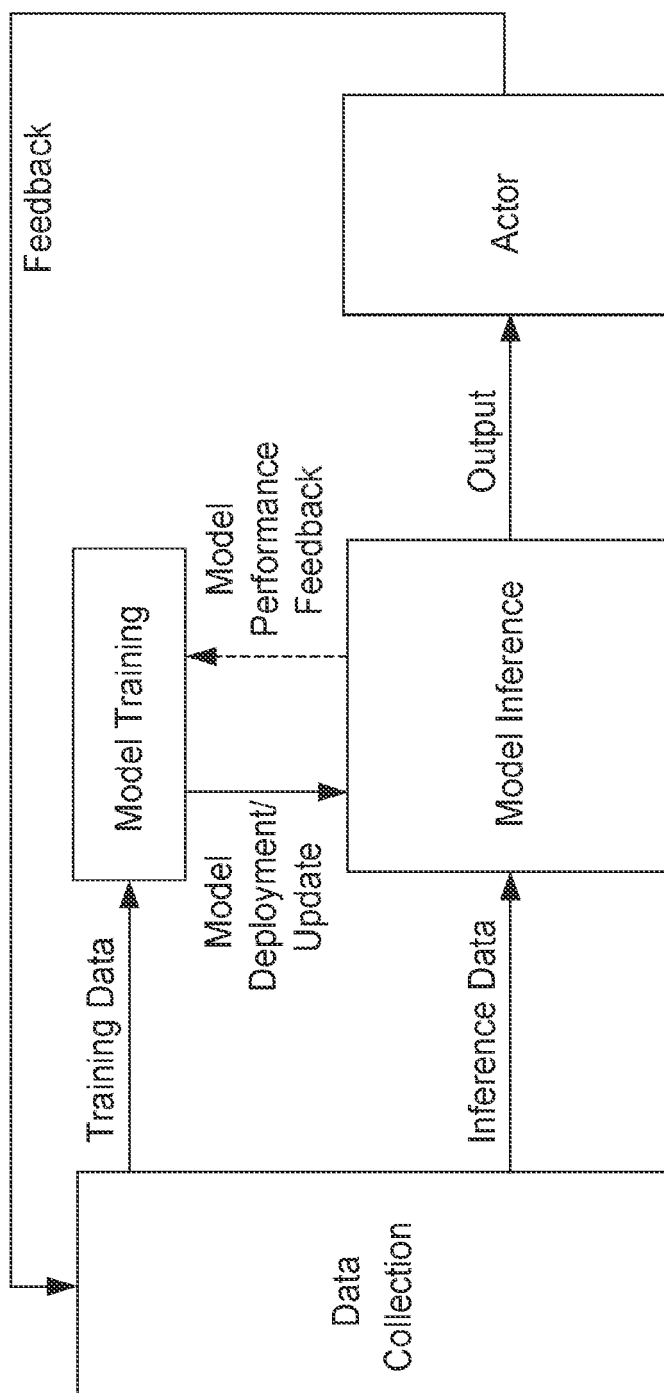 Feedback
Data
Collection
Training Data
Model Training
Model
Deployment/
Update
Model
Performance
Feedback
Inference Data
Model Inference
Output
Actor